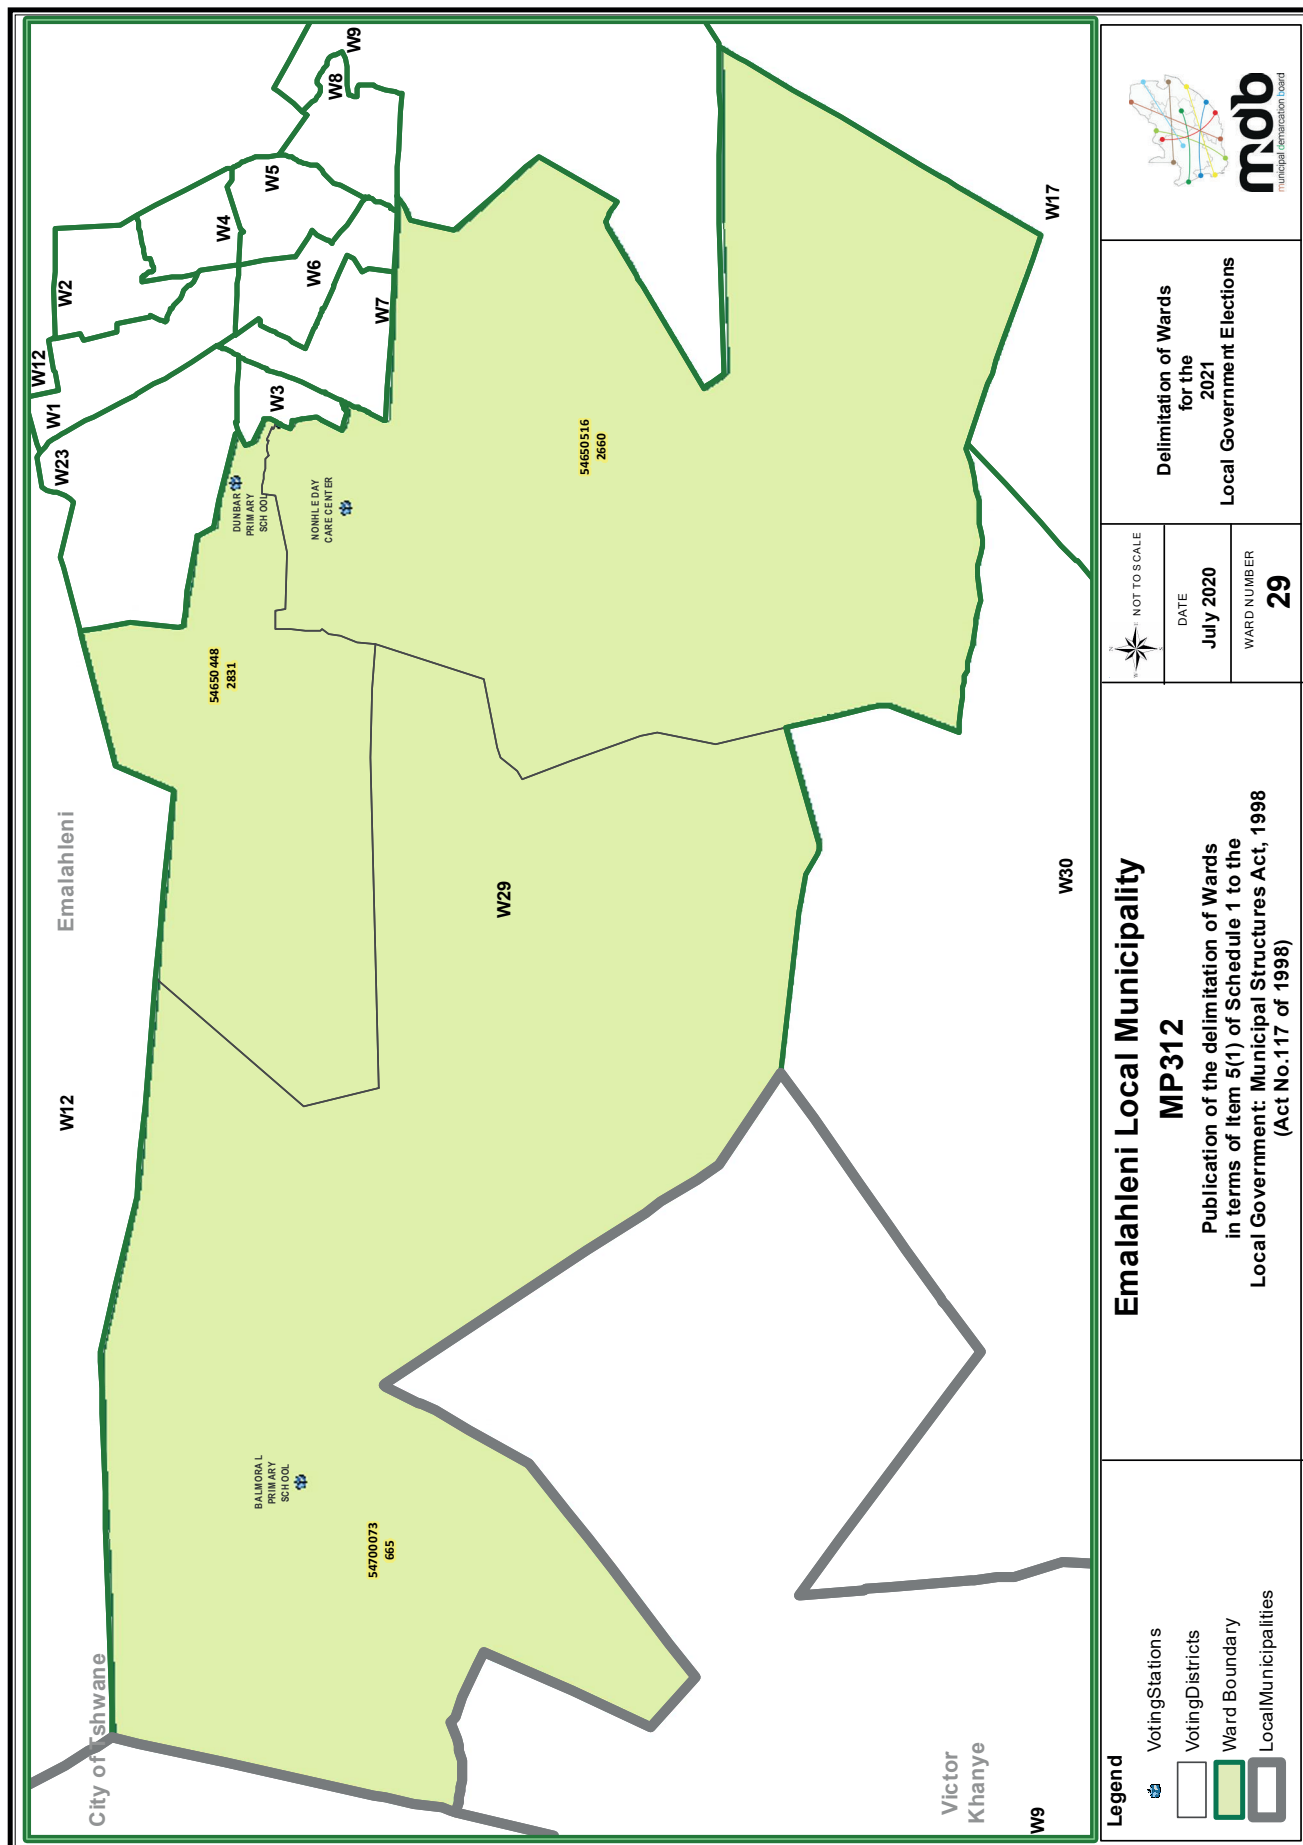 City of Tshwane
Emalahleni
W12
W23
W1
W12
W2
W4
W5
W8
W9
W3
W6
W7
DUNBAR
PRIMARY
SCHOOL
NONHLE DAY
CARE CENTER
54650448
2831
54650516
2660
W29
BALMORAL
PRIMARY
SCHOOL
54700073
665
W17
W30
Victor
Khanye
W9
Legend
VotingStations
VotingDistricts
Ward Boundary
LocalMunicipalities
Emalahleni Local Municipality
MP312
Publication of the delimitation of Wards
in terms of Item 5(1) of Schedule 1 to the
Local Government: Municipal Structures Act, 1998
(Act No.117 of 1998)
N
W E
S
NOT TO SCALE
DATE
July 2020
WARD NUMBER
29
Delimitation of Wards
for the
2021
Local Government Elections
mdb
municipal demarcation board